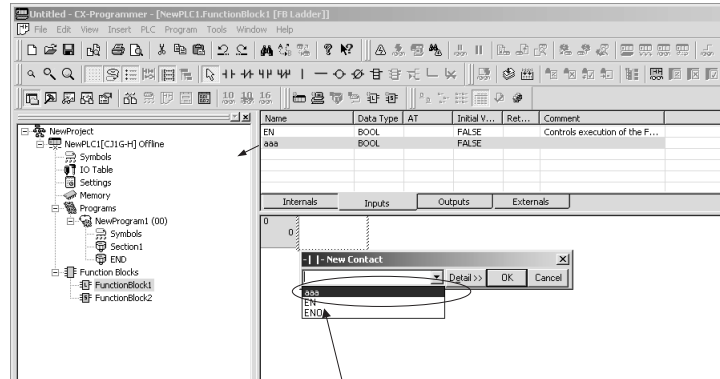 Untitled - CX-Programmer - [NewPLC1.FunctionBlock1 [FB Ladder]]
File Edit View Insert PLC Program Tools Window Help
10 10 16
Name Data Type AT Initial V... Ret... Comment
EN BOOL FALSE Controls execution of the F...
aaa BOOL FALSE
Internals Inputs Outputs Externals
NewProject
NewPLC1[CJ1G-H] Offline
Symbols
IO Table
Settings
Memory
Programs
NewProgram1 (00)
Symbols
Section1
END
Function Blocks
FunctionBlock1
FunctionBlock2
0
0
-| |- New Contact
Detail >> OK Cancel
aaa
EN
ENO